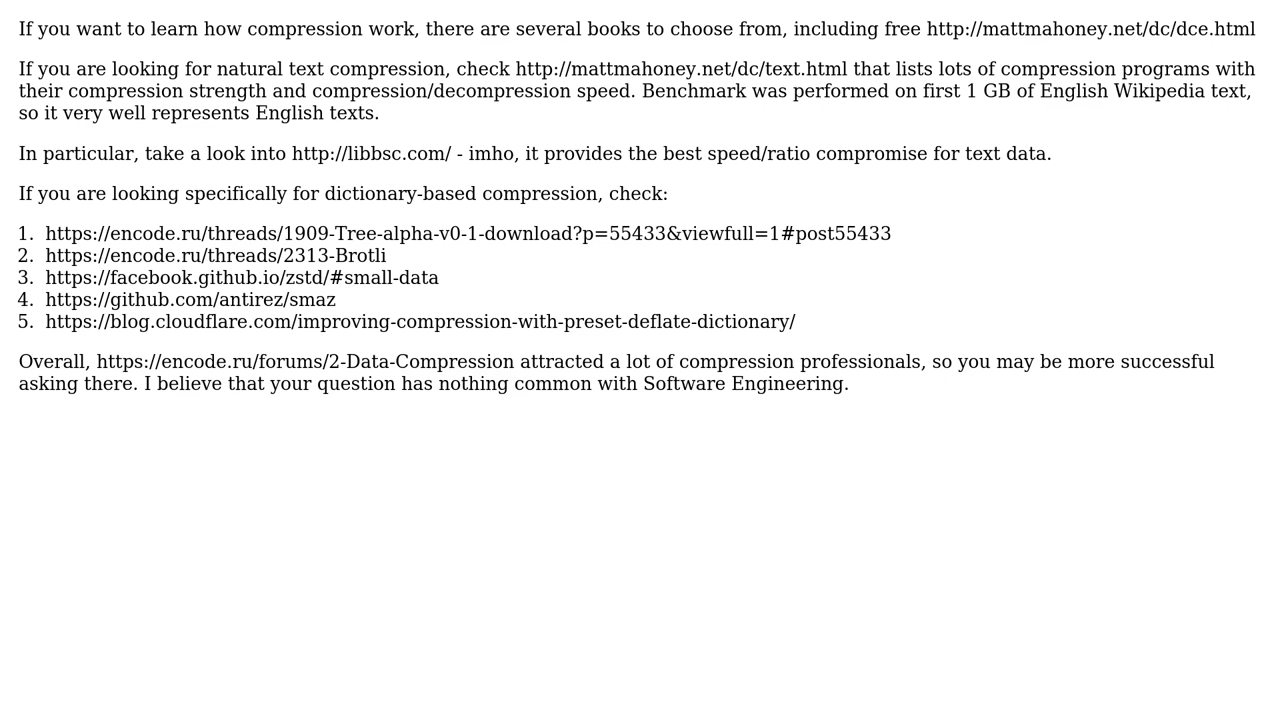 If you want to learn how compression work, there are several books to choose from, including free http://mattmahoney.net/dc/dce.html
If you are looking for natural text compression, check http://mattmahoney.net/dc/text.html that lists lots of compression programs with
their compression strength and compression/decompression speed. Benchmark was performed on first 1 GB of English Wikipedia text,
so it very well represents English texts.
In particular, take a look into http://libbsc.com/ - imho, it provides the best speed/ratio compromise for text data.
If you are looking specifically for dictionary-based compression, check:
1. https://encode.ru/threads/1909-Tree-alpha-v0-1-download?p=55433&viewfull=1#post55433
2. https://encode.ru/threads/2313-Brotli
3. https://facebook.github.io/zstd/#small-data
4. https://github.com/antirez/smaz
5. https://blog.cloudflare.com/improving-compression-with-preset-deflate-dictionary/
Overall, https://encode.ru/forums/2-Data-Compression attracted a lot of compression professionals, so you may be more successful
asking there. I believe that your question has nothing common with Software Engineering.